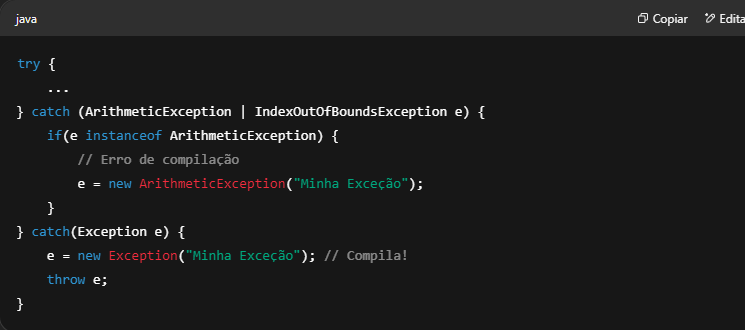 java Copiar Edita
try {
    ...
} catch (ArithmeticException | IndexOutOfBoundsException e) {
    if(e instanceof ArithmeticException) {
        // Erro de compilação
        e = new ArithmeticException("Minha Exceção");
    }
} catch(Exception e) {
    e = new Exception("Minha Exceção"); // Compila!
    throw e;
}